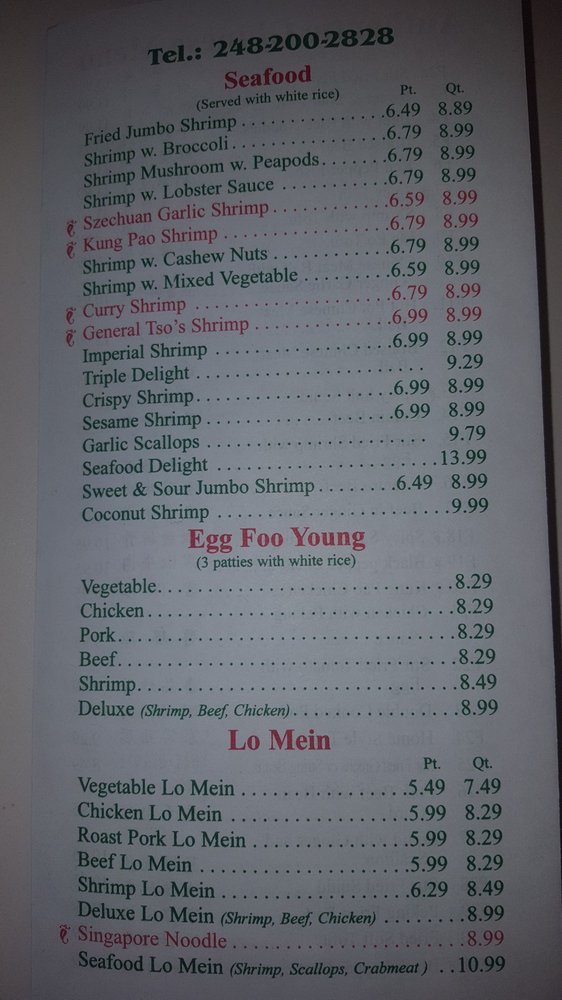 Tel.: 248-200-2828
Seafood
(Served with white rice) Pt. Qt.
Fried Jumbo Shrimp . . . . . . . . . . . . . . .6.49 8.89
Shrimp w. Broccoli . . . . . . . . . . . . . . . .6.79 8.99
Shrimp Mushroom w. Peapods. . . . . . .6.79 8.99
Shrimp w. Lobster Sauce . . . . . . . . . . .6.79 8.99
Szechuan Garlic Shrimp . . . . . . . . . . . .6.59 8.99
Kung Pao Shrimp . . . . . . . . . . . . . . . . .6.79 8.99
Shrimp w. Cashew Nuts . . . . . . . . . . . .6.79 8.99
Shrimp w. Mixed Vegetable . . . . . . . . .6.59 8.99
Curry Shrimp . . . . . . . . . . . . . . . . . . . .6.79 8.99
General Tso's Shrimp . . . . . . . . . . . . . .6.99 8.99
Imperial Shrimp . . . . . . . . . . . . . . . . . .6.99 8.99
Triple Delight . . . . . . . . . . . . . . . . . . . . 9.29
Crispy Shrimp. . . . . . . . . . . . . . . . . . . .6.99 8.99
Sesame Shrimp . . . . . . . . . . . . . . . . . . .6.99 8.99
Garlic Scallops . . . . . . . . . . . . . . . . . . . 9.79
Seafood Delight . . . . . . . . . . . . . . . . . . . . . .13.99
Sweet & Sour Jumbo Shrimp . . . . . . . .6.49 8.99
Coconut Shrimp . . . . . . . . . . . . . . . . . . . . . . .9.99
Egg Foo Young
(3 patties with white rice)
Vegetable. . . . . . . . . . . . . . . . . . . . . . . . . . . . .8.29
Chicken . . . . . . . . . . . . . . . . . . . . . . . . . . . . . .8.29
Pork. . . . . . . . . . . . . . . . . . . . . . . . . . . . . . . . .8.29
Beef. . . . . . . . . . . . . . . . . . . . . . . . . . . . . . . . .8.29
Shrimp. . . . . . . . . . . . . . . . . . . . . . . . . . . . . . .8.49
Deluxe (Shrimp, Beef, Chicken). . . . . . . . . . . . . . . .8.99
Lo Mein
Pt. Qt.
Vegetable Lo Mein . . . . . . . . . . . . . . . .5.49 7.49
Chicken Lo Mein . . . . . . . . . . . . . . . . .5.99 8.29
Roast Pork Lo Mein . . . . . . . . . . . . . . .5.99 8.29
Beef Lo Mein . . . . . . . . . . . . . . . . . . . .5.99 8.29
Shrimp Lo Mein . . . . . . . . . . . . . . . . . .6.29 8.49
Deluxe Lo Mein (Shrimp, Beef, Chicken) . . . . . . . . .8.99
Singapore Noodle . . . . . . . . . . . . . . . . . . . . . .8.99
Seafood Lo Mein (Shrimp, Scallops, Crabmeat ) . . .10.99